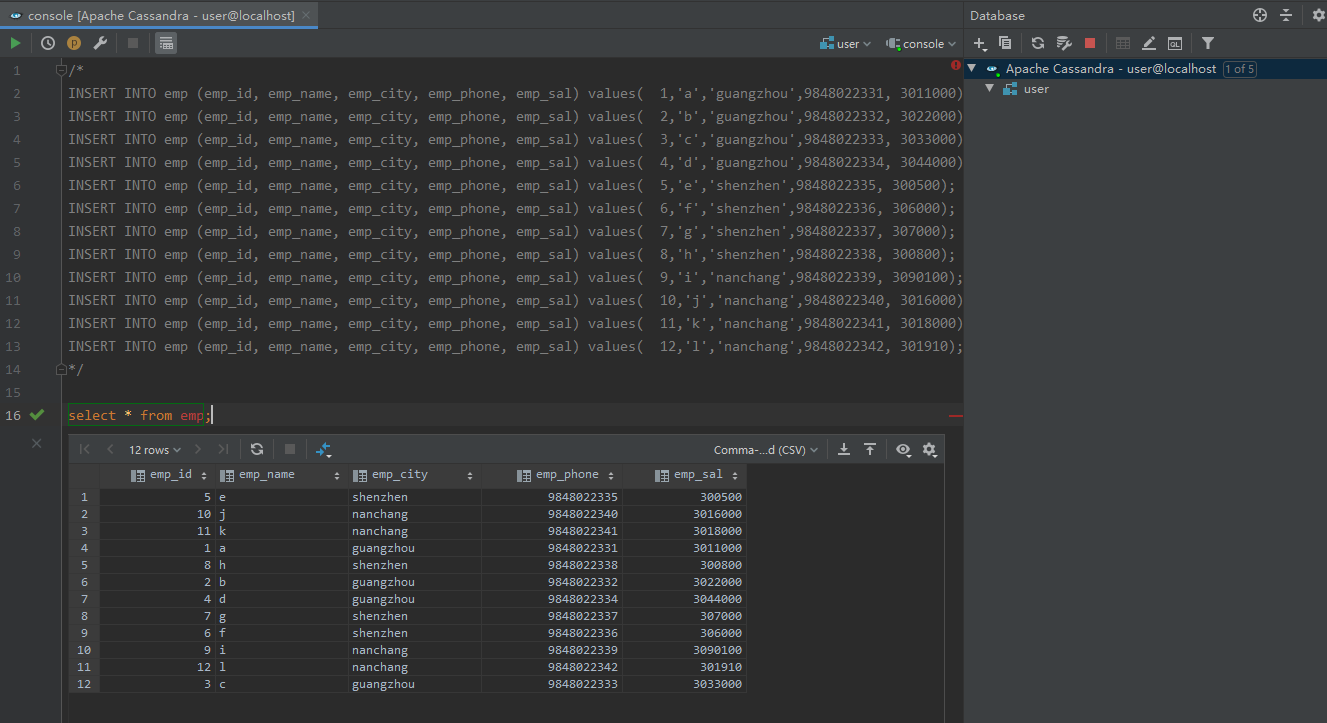 console [Apache Cassandra - user@localhost]
Database
user
console
Apache Cassandra - user@localhost 1 of 5
user
1 /*
2 INSERT INTO emp (emp_id, emp_name, emp_city, emp_phone, emp_sal) values( 1,'a','guangzhou',9848022331, 3011000)
3 INSERT INTO emp (emp_id, emp_name, emp_city, emp_phone, emp_sal) values( 2,'b','guangzhou',9848022332, 3022000)
4 INSERT INTO emp (emp_id, emp_name, emp_city, emp_phone, emp_sal) values( 3,'c','guangzhou',9848022333, 3033000)
5 INSERT INTO emp (emp_id, emp_name, emp_city, emp_phone, emp_sal) values( 4,'d','guangzhou',9848022334, 3044000)
6 INSERT INTO emp (emp_id, emp_name, emp_city, emp_phone, emp_sal) values( 5,'e','shenzhen',9848022335, 300500);
7 INSERT INTO emp (emp_id, emp_name, emp_city, emp_phone, emp_sal) values( 6,'f','shenzhen',9848022336, 306000);
8 INSERT INTO emp (emp_id, emp_name, emp_city, emp_phone, emp_sal) values( 7,'g','shenzhen',9848022337, 307000);
9 INSERT INTO emp (emp_id, emp_name, emp_city, emp_phone, emp_sal) values( 8,'h','shenzhen',9848022338, 300800);
10 INSERT INTO emp (emp_id, emp_name, emp_city, emp_phone, emp_sal) values( 9,'i','nanchang',9848022339, 3090100);
11 INSERT INTO emp (emp_id, emp_name, emp_city, emp_phone, emp_sal) values( 10,'j','nanchang',9848022340, 3016000)
12 INSERT INTO emp (emp_id, emp_name, emp_city, emp_phone, emp_sal) values( 11,'k','nanchang',9848022341, 3018000)
13 INSERT INTO emp (emp_id, emp_name, emp_city, emp_phone, emp_sal) values( 12,'l','nanchang',9848022342, 301910);
14 */
15
16 select * from emp;
12 rows Comma-...d (CSV)
emp_id emp_name emp_city emp_phone emp_sal
1 5 e shenzhen 9848022335 300500
2 10 j nanchang 9848022340 3016000
3 11 k nanchang 9848022341 3018000
4 1 a guangzhou 9848022331 3011000
5 8 h shenzhen 9848022338 300800
6 2 b guangzhou 9848022332 3022000
7 4 d guangzhou 9848022334 3044000
8 7 g shenzhen 9848022337 307000
9 6 f shenzhen 9848022336 306000
10 9 i nanchang 9848022339 3090100
11 12 l nanchang 9848022342 301910
12 3 c guangzhou 9848022333 3033000